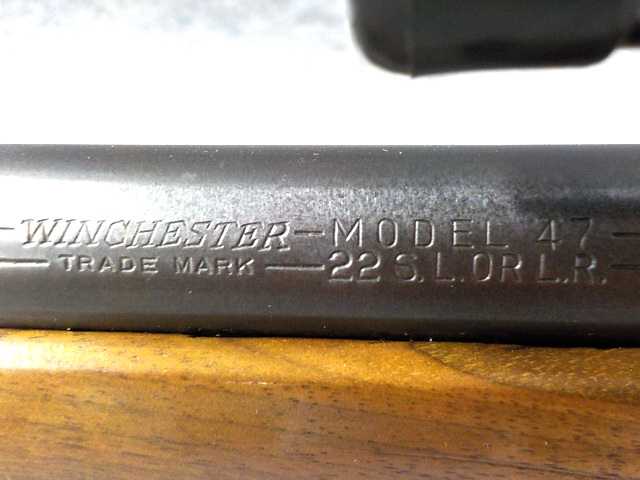 -WINCHESTER-MODEL 47-
-TRADE MARK-22 S.L.OR L.R.-